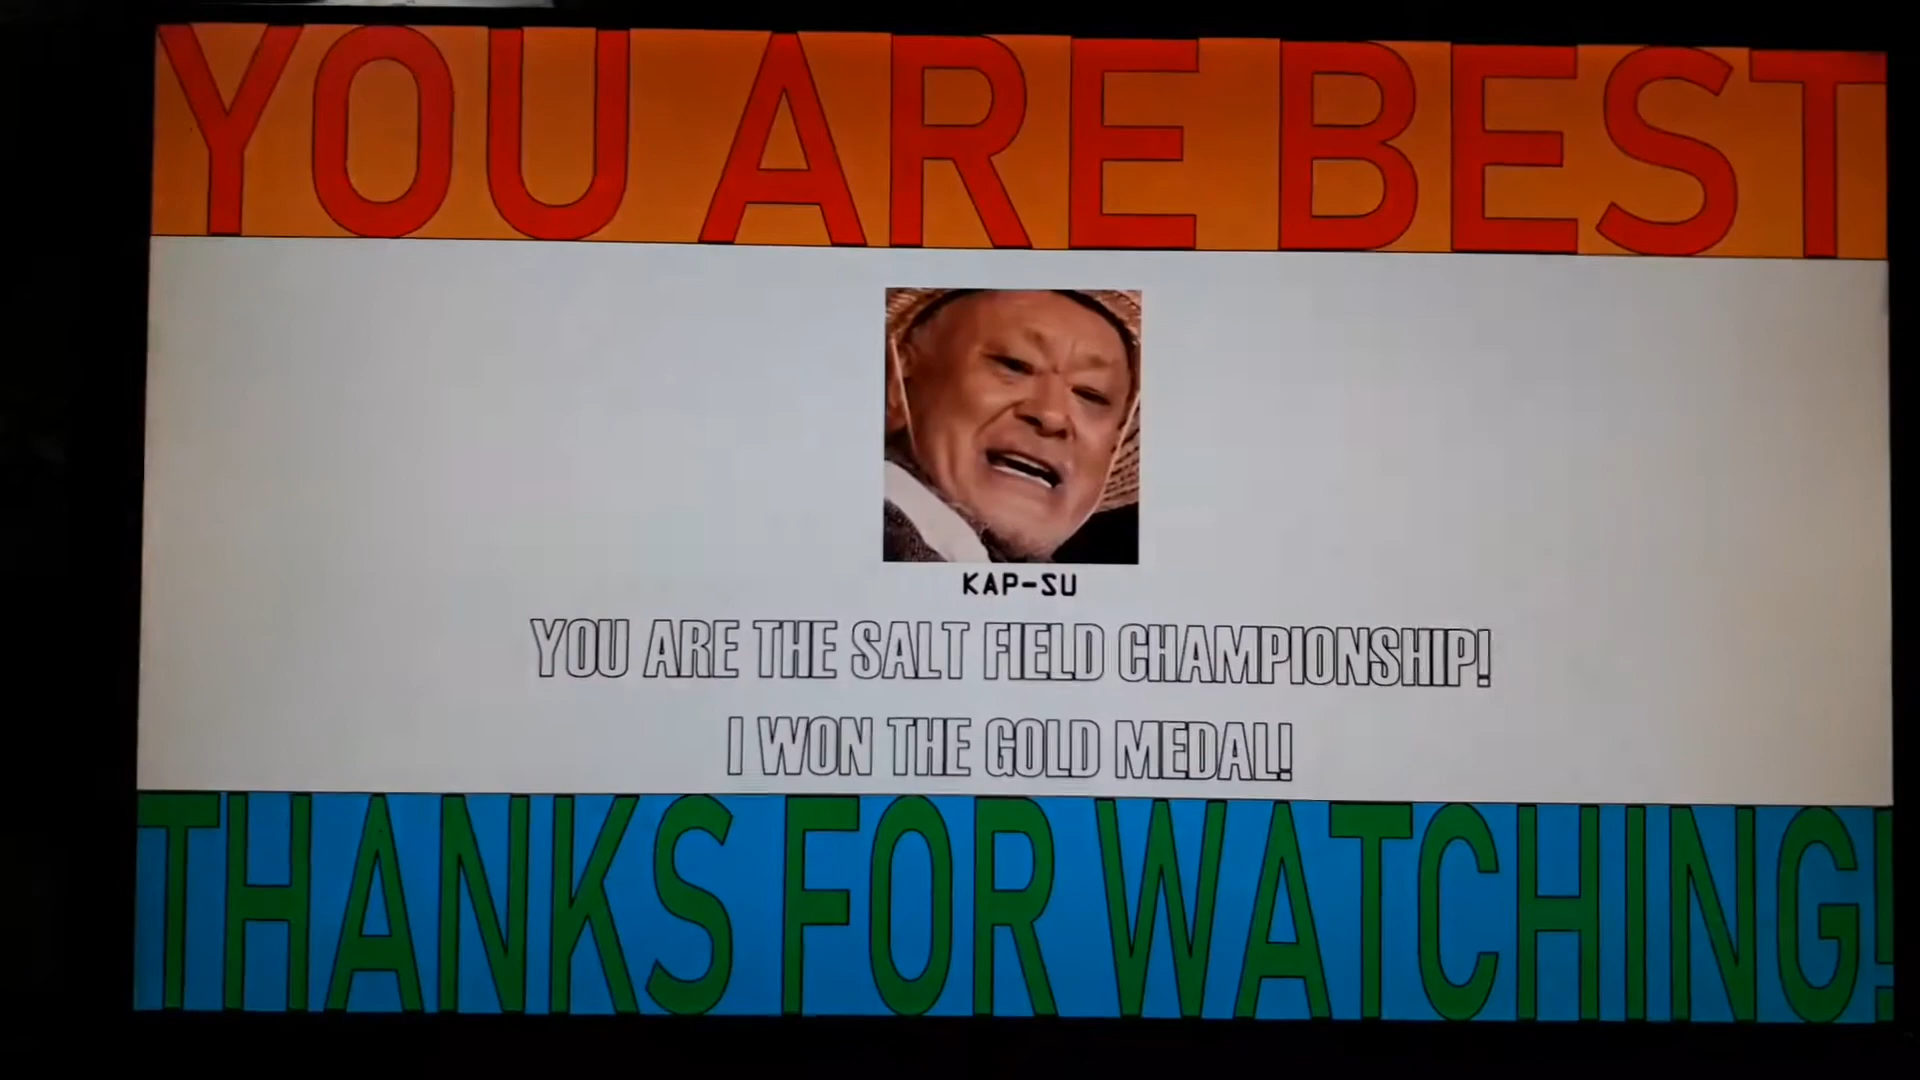 YOU ARE BEST
KAP-SU
YOU ARE THE SALT FIELD CHAMPIONSHIP!
I WON THE GOLD MEDAL!
THANKS FOR WATCHING!